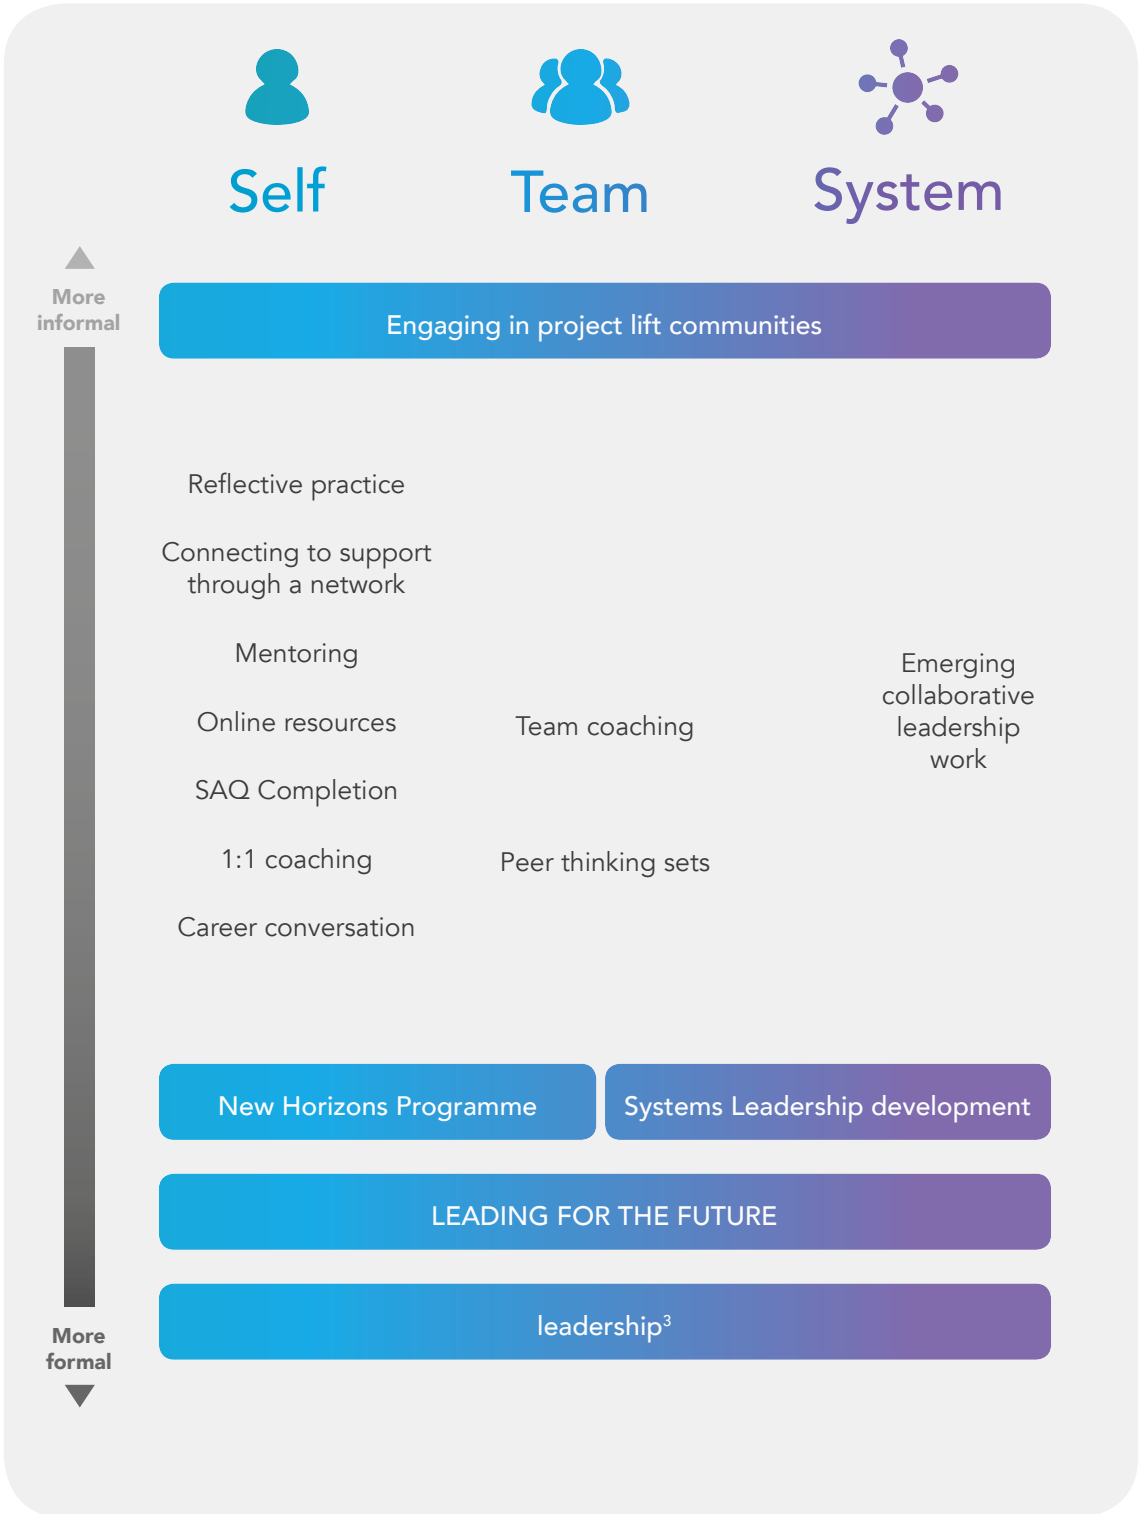 Self
Team
System
More
informal
Engaging in project lift communities
Reflective practice
Connecting to support
through a network
Mentoring
Online resources
SAQ Completion
1:1 coaching
Career conversation
Team coaching
Peer thinking sets
Emerging
collaborative
leadership
work
New Horizons Programme
Systems Leadership development
LEADING FOR THE FUTURE
leadership³
More
formal